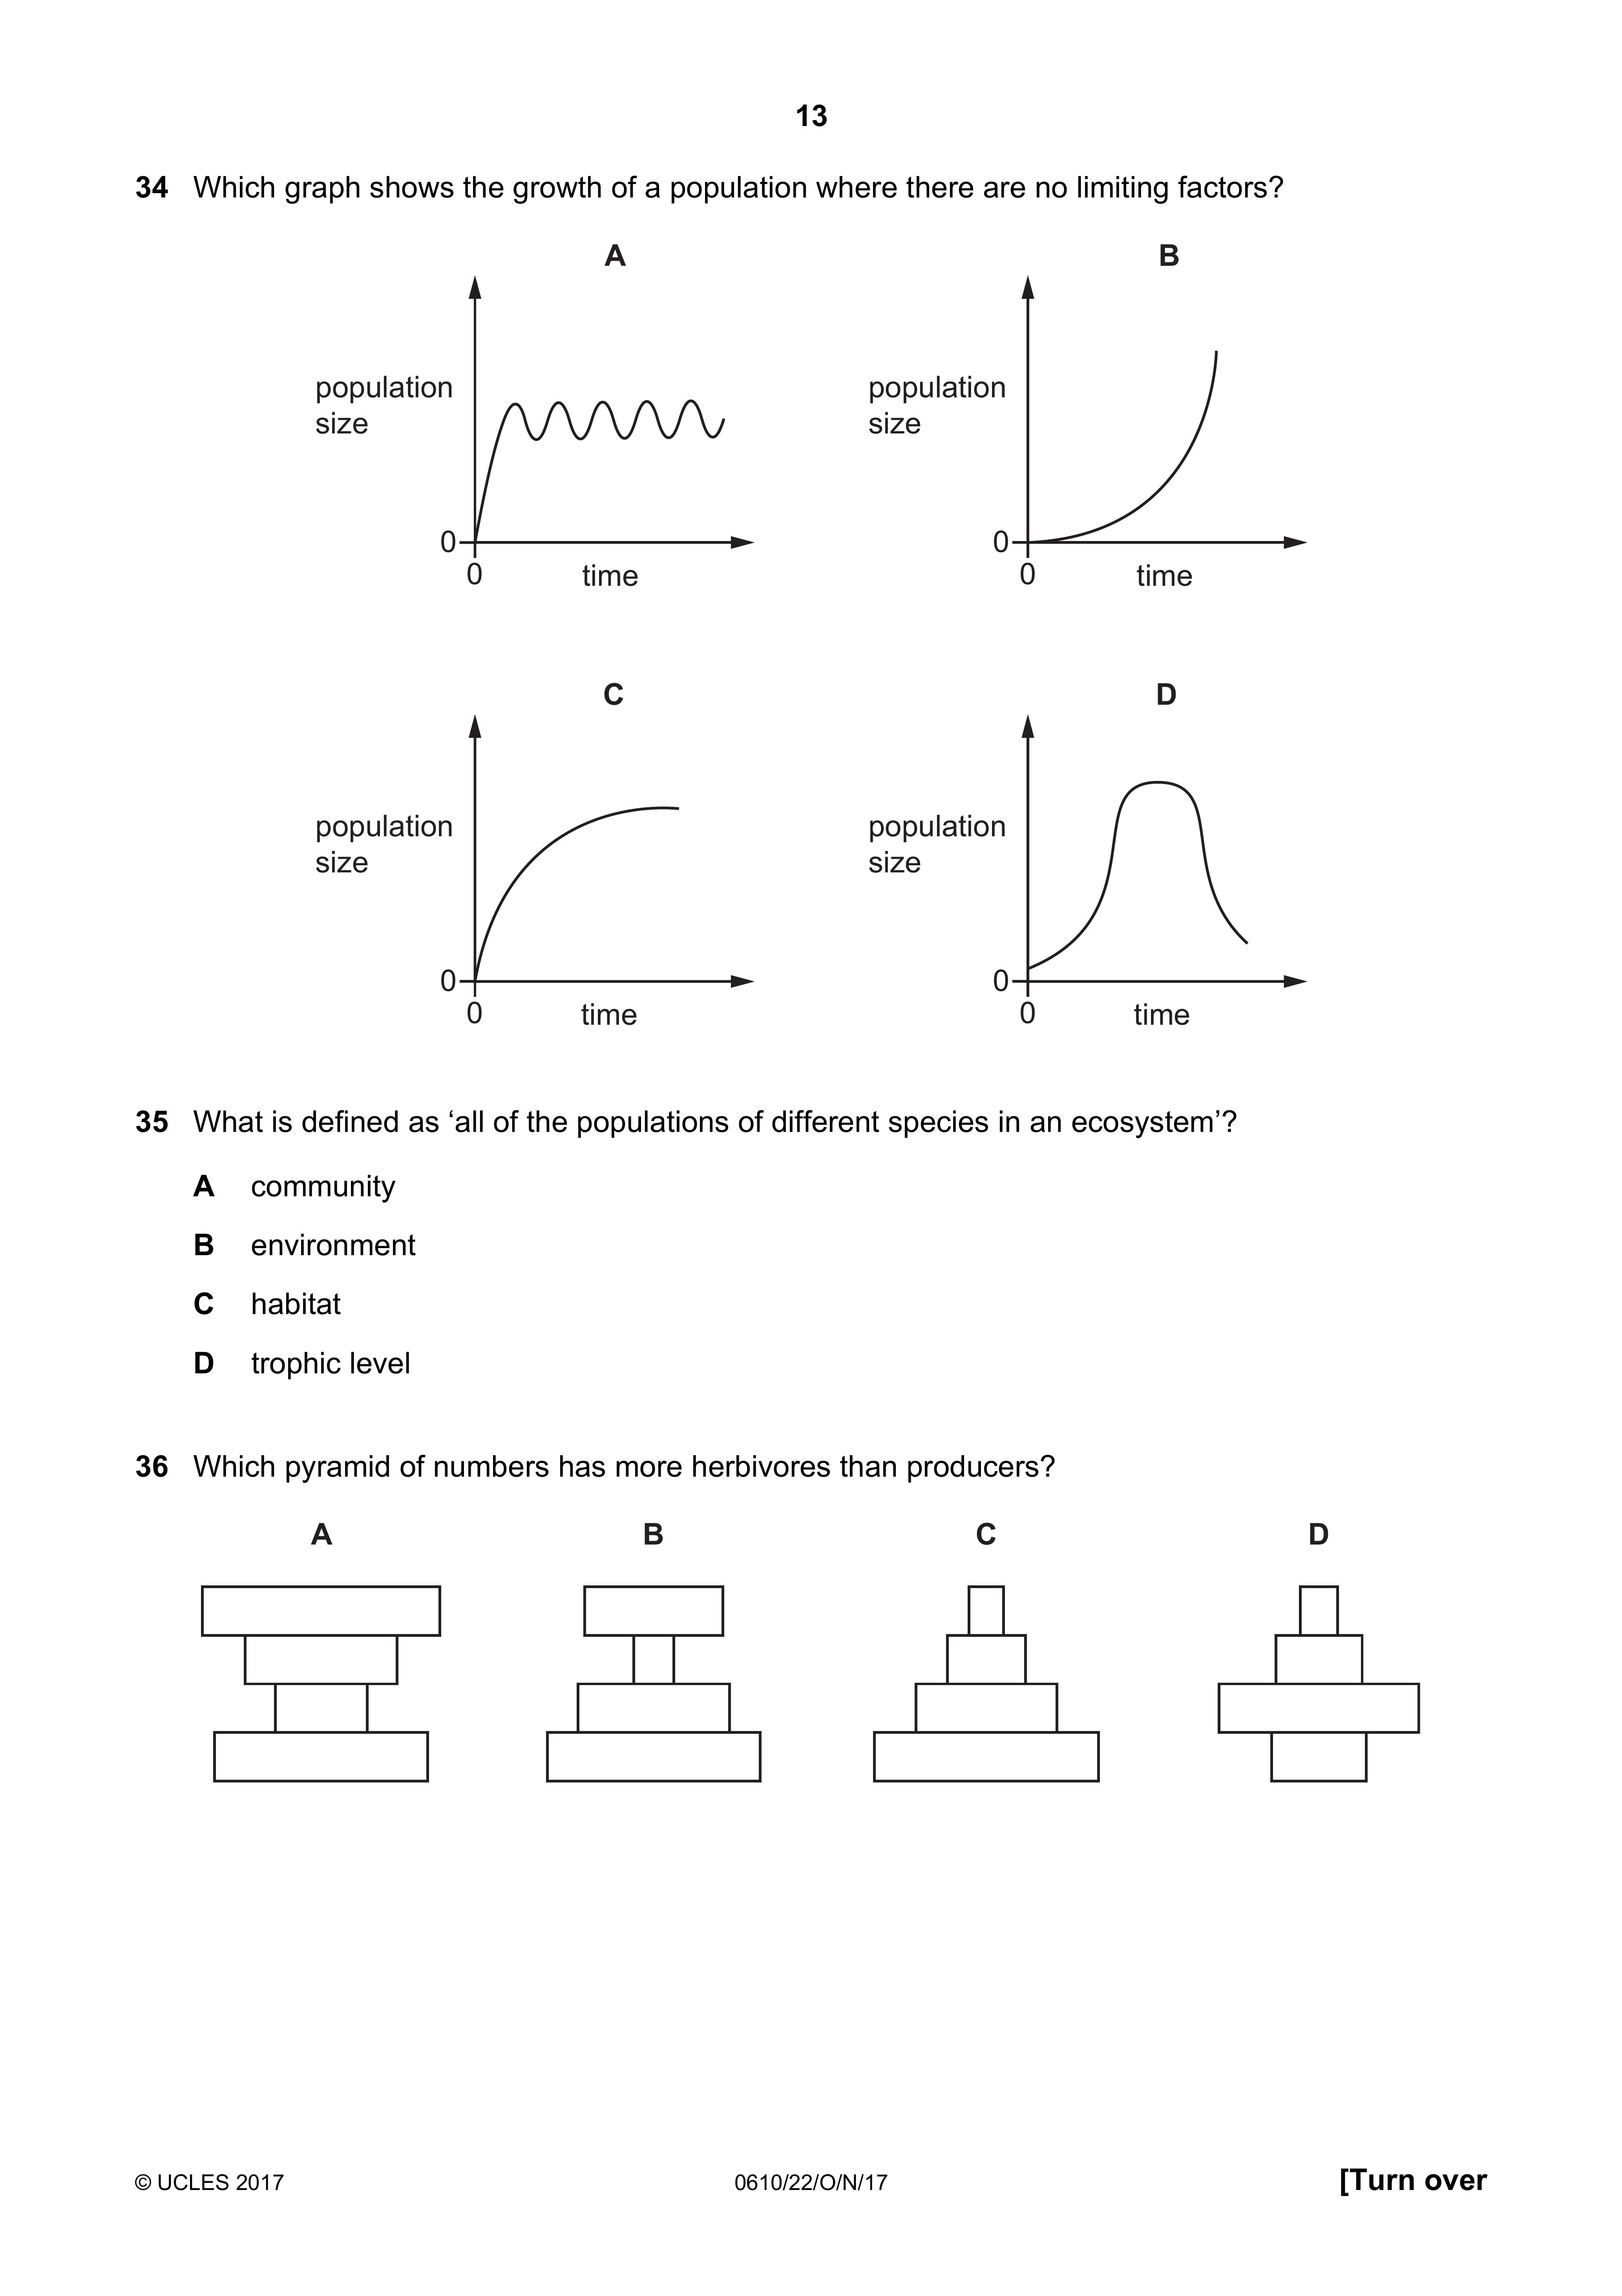 13
34 Which graph shows the growth of a population where there are no limiting factors?
A
population
size
0
0
time
B
population
size
0
0
time
C
population
size
0
0
time
D
population
size
0
0
time
35 What is defined as ‘all of the populations of different species in an ecosystem’?
A community
B environment
C habitat
D trophic level
36 Which pyramid of numbers has more herbivores than producers?
A B C D
© UCLES 2017 0610/22/O/N/17 [Turn over